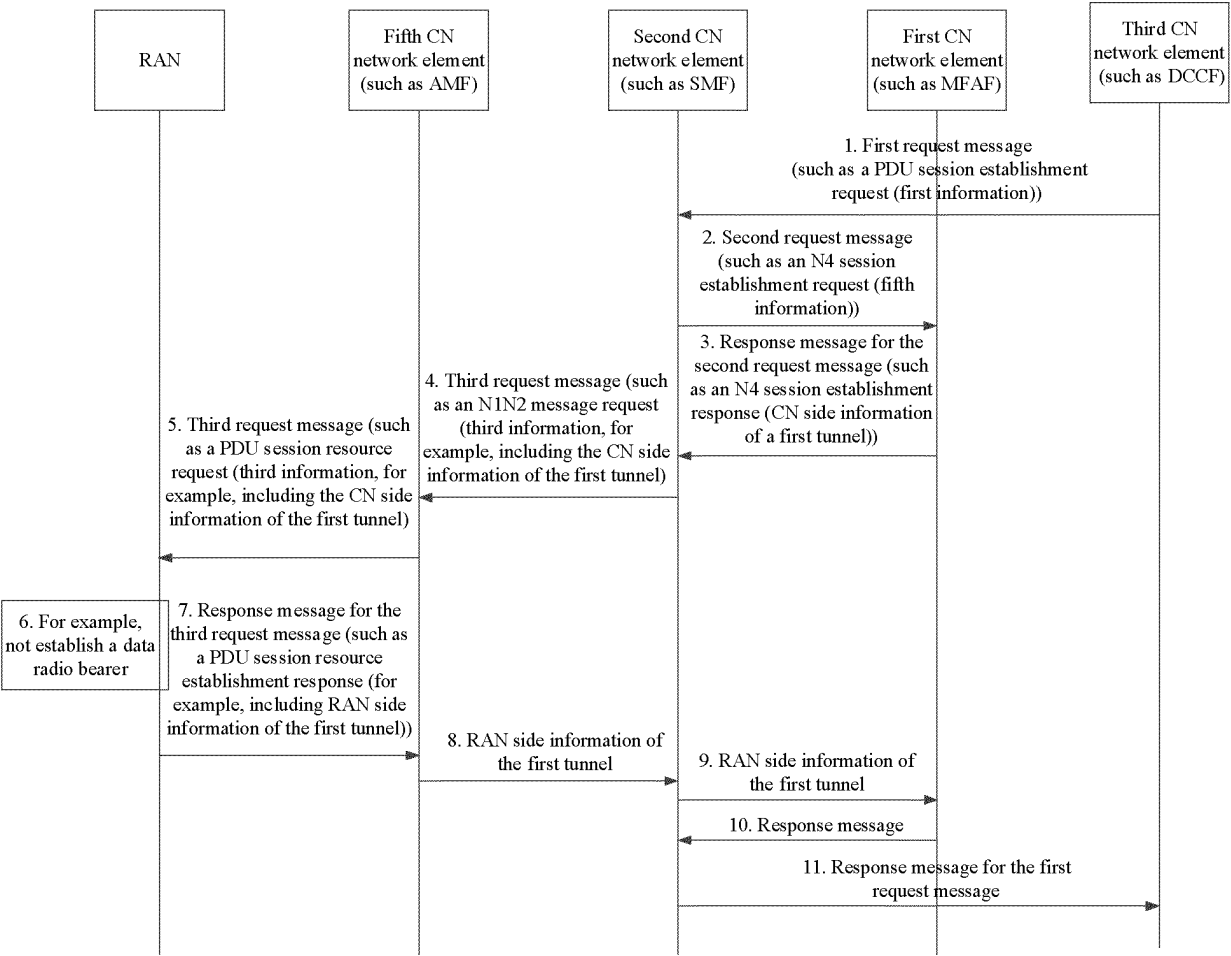 RAN
Fifth CN
network element
(such as AMF)
Second CN
network element
(such as SMF)
First CN
network element
(such as MFAF)
Third CN
network element
(such as DCCF)
1. First request message
(such as a PDU session establishment
request (first information))
2. Second request message
(such as an N4 session
establishment request (fifth
information))
3. Response message for the
second request message (such
as an N4 session establishment
response (CN side information
of a first tunnel))
4. Third request message (such
as an N1N2 message request
(third information, for
example, including the CN side
information of the first tunnel)
5. Third request message (such
as a PDU session resource
request (third information, for
example, including the CN side
information of the first tunnel)
6. For example,
not establish a data
radio bearer
7. Response message for the
third request message (such as
a PDU session resource
establishment response (for
example, including RAN side
information of the first tunnel))
8. RAN side information of
the first tunnel
9. RAN side information of
the first tunnel
10. Response message
11. Response message for the first
request message